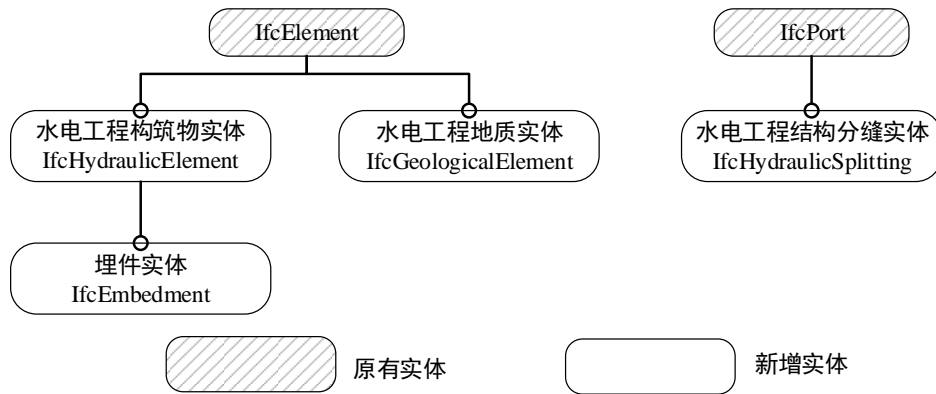 IfcElement
IfcPort
水电工程构筑物实体
IfcHydraulicElement
水电工程地质实体
IfcGeologicalElement
水电工程结构分缝实体
IfcHydraulicSplitting
埋件实体
IfcEmbedment
原有实体
新增实体